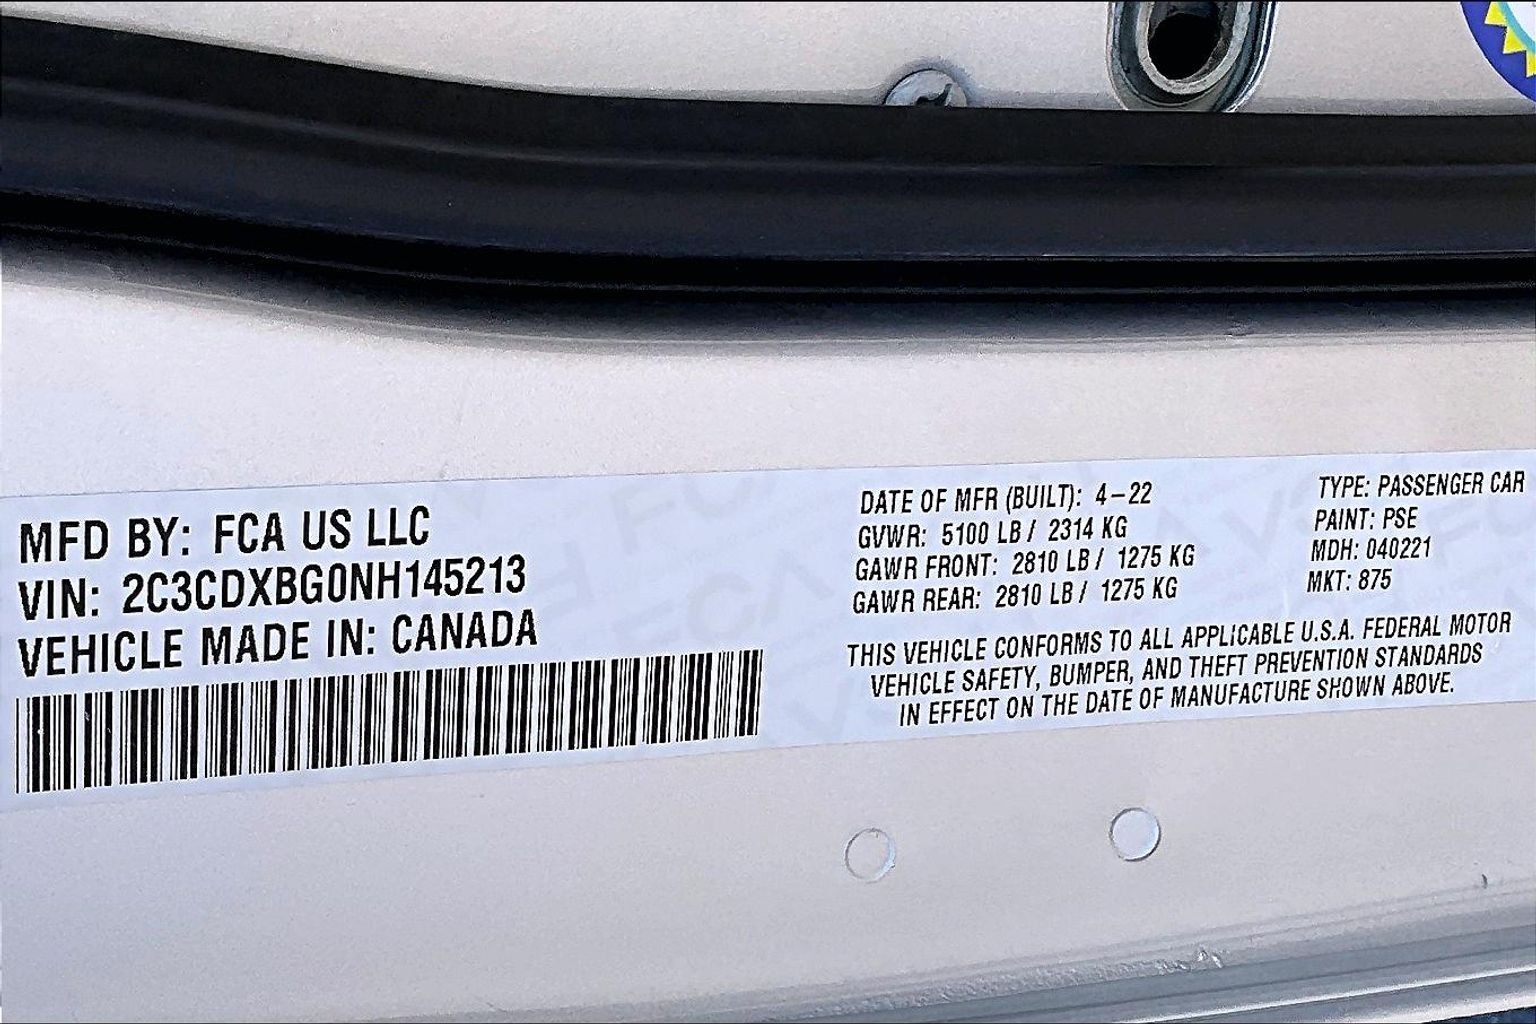 MFD BY: FCA US LLC
VIN: 2C3CDXBG0NH145213
VEHICLE MADE IN: CANADA
DATE OF MFR (BUILT): 4-22
GVWR: 5100 LB / 2314 KG
GAWR FRONT: 2810 LB / 1275 KG
GAWR REAR: 2810 LB / 1275 KG
TYPE: PASSENGER CAR
PAINT: PSE
MDH: 040221
MKT: 875
THIS VEHICLE CONFORMS TO ALL APPLICABLE U.S.A. FEDERAL MOTOR
VEHICLE SAFETY, BUMPER, AND THEFT PREVENTION STANDARDS
IN EFFECT ON THE DATE OF MANUFACTURE SHOWN ABOVE.